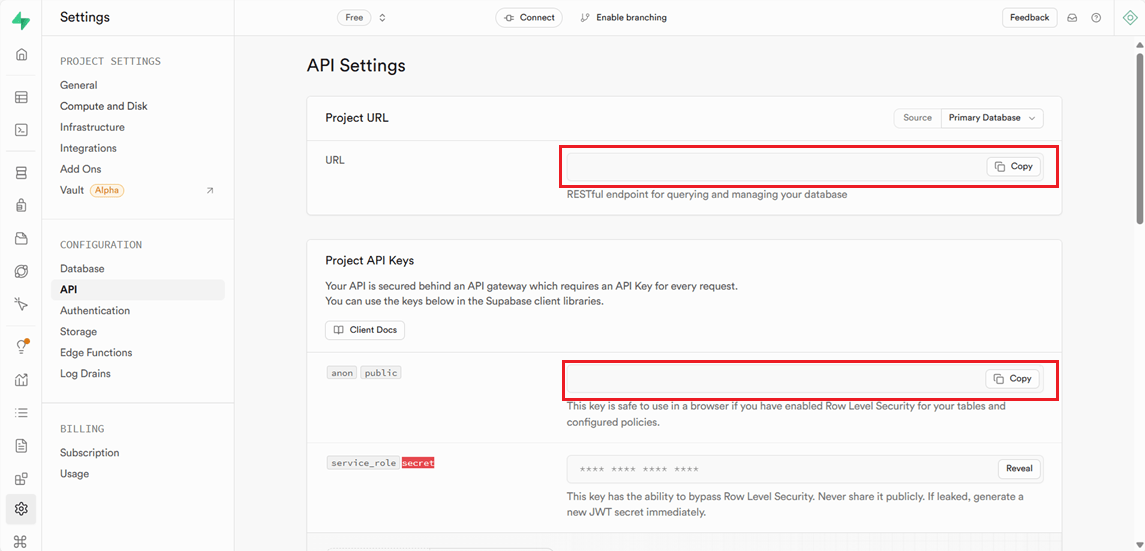 Settings
Free
Connect
Enable branching
Feedback
PROJECT SETTINGS
General
Compute and Disk
Infrastructure
Integrations
Add Ons
Vault Alpha
CONFIGURATION
Database
API
Authentication
Storage
Edge Functions
Log Drains
BILLING
Subscription
Usage
API Settings
Project URL
Source Primary Database
URL
Copy
RESTful endpoint for querying and managing your database
Project API Keys
Your API is secured behind an API gateway which requires an API Key for every request.
You can use the keys below in the Supabase client libraries.
Client Docs
anon public
Copy
This key is safe to use in a browser if you have enabled Row Level Security for your tables and
configured policies.
service_role secret
**** **** **** ****
Reveal
This key has the ability to bypass Row Level Security. Never share it publicly. If leaked, generate a
new JWT secret immediately.